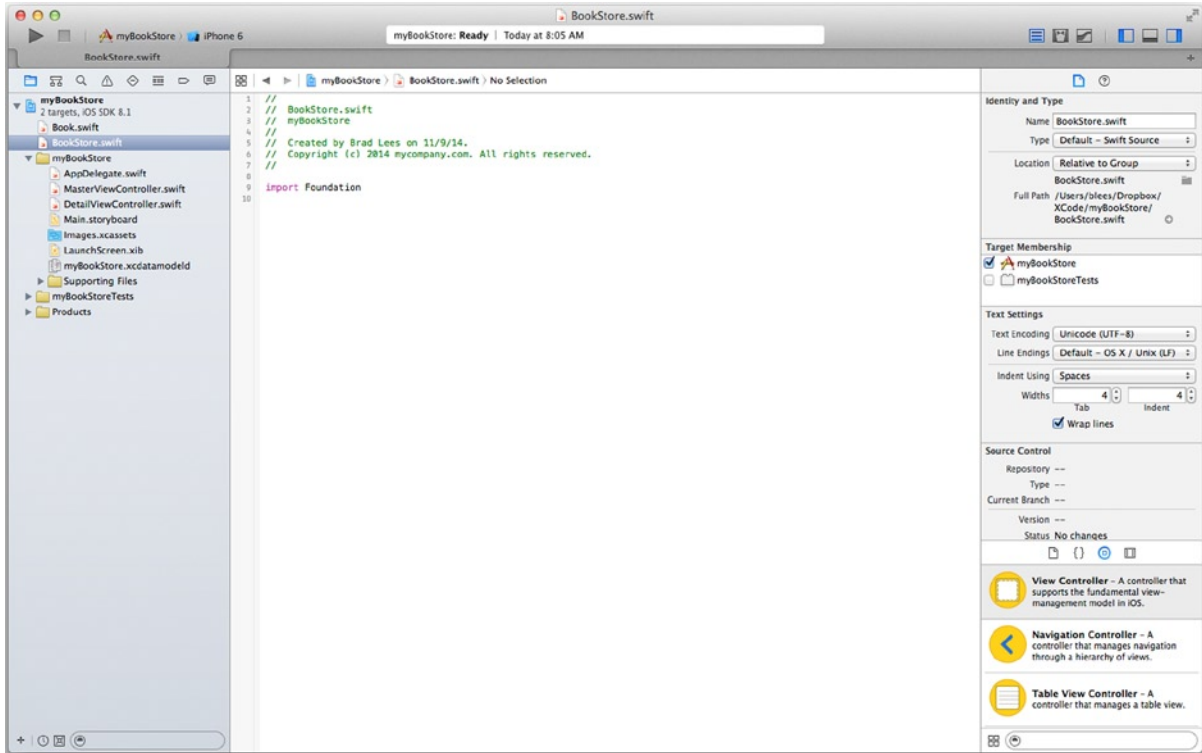 BookStore.swift
myBookStore
iPhone 6
myBookStore: Ready | Today at 8:05 AM
BookStore.swift
myBookStore
2 targets, iOS SDK 8.1
Book.swift
BookStore.swift
myBookStore
AppDelegate.swift
MasterViewController.swift
DetailViewController.swift
Main.storyboard
Images.xcassets
LaunchScreen.xib
myBookStore.xcdatamodeld
Supporting Files
myBookStoreTests
Products
myBookStore
BookStore.swift
No Selection
1 //
2 // BookStore.swift
3 // myBookStore
4 //
5 // Created by Brad Lees on 11/9/14.
6 // Copyright (c) 2014 mycompany.com. All rights reserved.
7 //
8
9 import Foundation
10
Identity and Type
Name BookStore.swift
Type Default – Swift Source
Location Relative to Group
BookStore.swift
Full Path /Users/blees/Dropbox/
XCode/myBookStore/
BookStore.swift
Target Membership
myBookStore
myBookStoreTests
Text Settings
Text Encoding Unicode (UTF-8)
Line Endings Default – OS X / Unix (LF)
Indent Using Spaces
Widths 4 4
Tab Indent
Wrap lines
Source Control
Repository --
Type --
Current Branch --
Version --
Status No changes
{}
View Controller – A controller that
supports the fundamental view-
management model in iOS.
Navigation Controller – A
controller that manages navigation
through a hierarchy of views.
Table View Controller – A
controller that manages a table view.